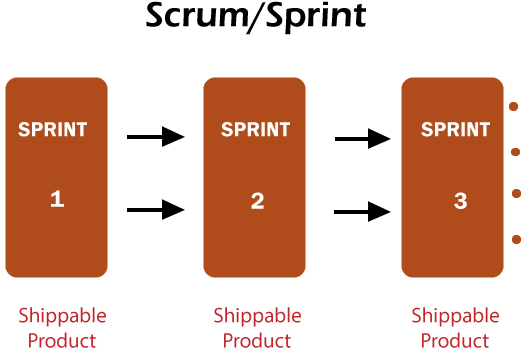 Scrum/Sprint
SPRINT
1
SPRINT
2
SPRINT
3
Shippable
Product
Shippable
Product
Shippable
Product